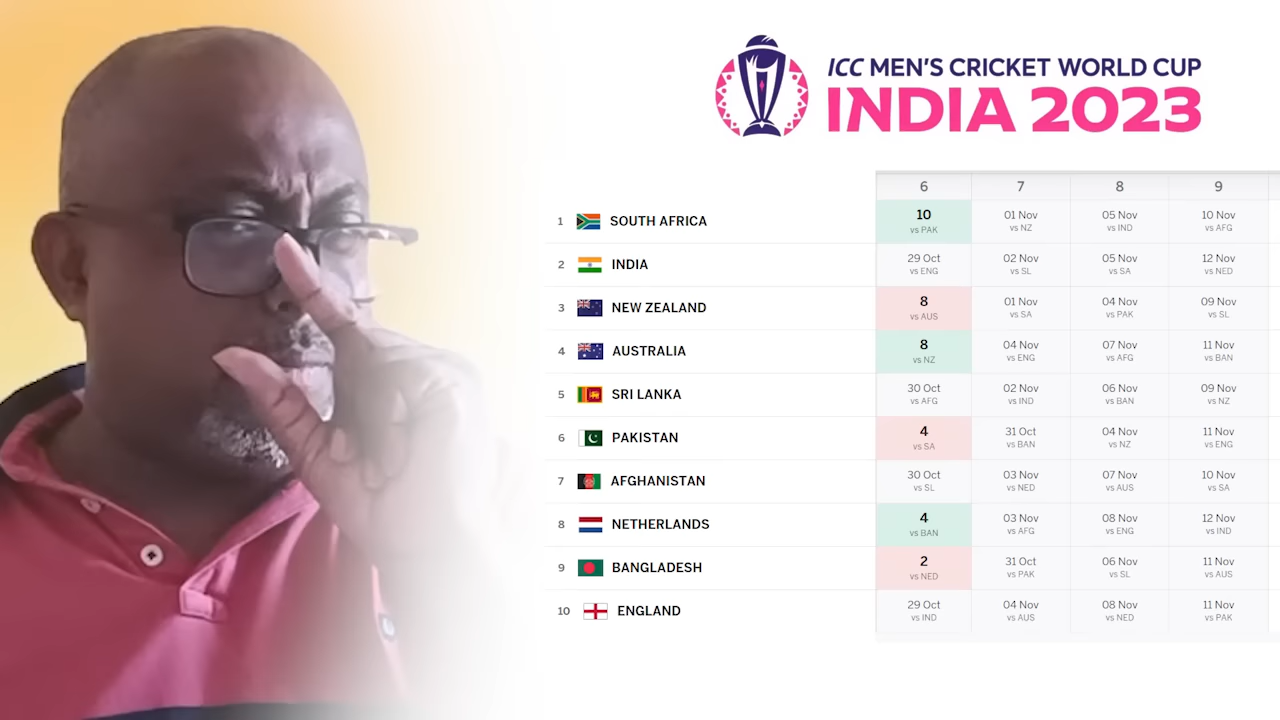 ICC MEN'S CRICKET WORLD CUP
INDIA 2023
6 7 8 9
1 SOUTH AFRICA 10 01 Nov 05 Nov 10 Nov
vs PAK vs NZ vs IND vs AFG
2 INDIA 29 Oct 02 Nov 05 Nov 12 Nov
vs ENG vs SL vs SA vs NED
3 NEW ZEALAND 8 01 Nov 04 Nov 09 Nov
vs AUS vs SA vs PAK vs SL
4 AUSTRALIA 8 04 Nov 07 Nov 11 Nov
vs NZ vs ENG vs AFG vs BAN
5 SRI LANKA 30 Oct 02 Nov 06 Nov 09 Nov
vs AFG vs IND vs BAN vs NZ
6 PAKISTAN 4 31 Oct 04 Nov 11 Nov
vs SA vs BAN vs NZ vs ENG
7 AFGHANISTAN 30 Oct 03 Nov 07 Nov 10 Nov
vs SL vs NED vs AUS vs SA
8 NETHERLANDS 4 03 Nov 08 Nov 12 Nov
vs BAN vs AFG vs ENG vs IND
9 BANGLADESH 2 31 Oct 06 Nov 11 Nov
vs NED vs PAK vs SL vs AUS
10 ENGLAND 29 Oct 04 Nov 08 Nov 11 Nov
vs IND vs AUS vs NED vs PAK